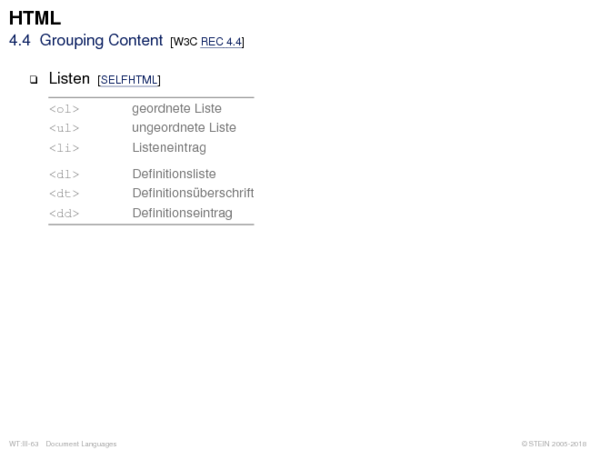 HTML
4.4 Grouping Content [W3C REC 4.4]
❑ Listen [SELFHTML]
<ol> geordnete Liste
<ul> ungeordnete Liste
<li> Listeneintrag
<dl> Definitionsliste
<dt> Definitionsüberschrift
<dd> Definitionseintrag
WT:III-63 Document Languages © STEIN 2005-2018